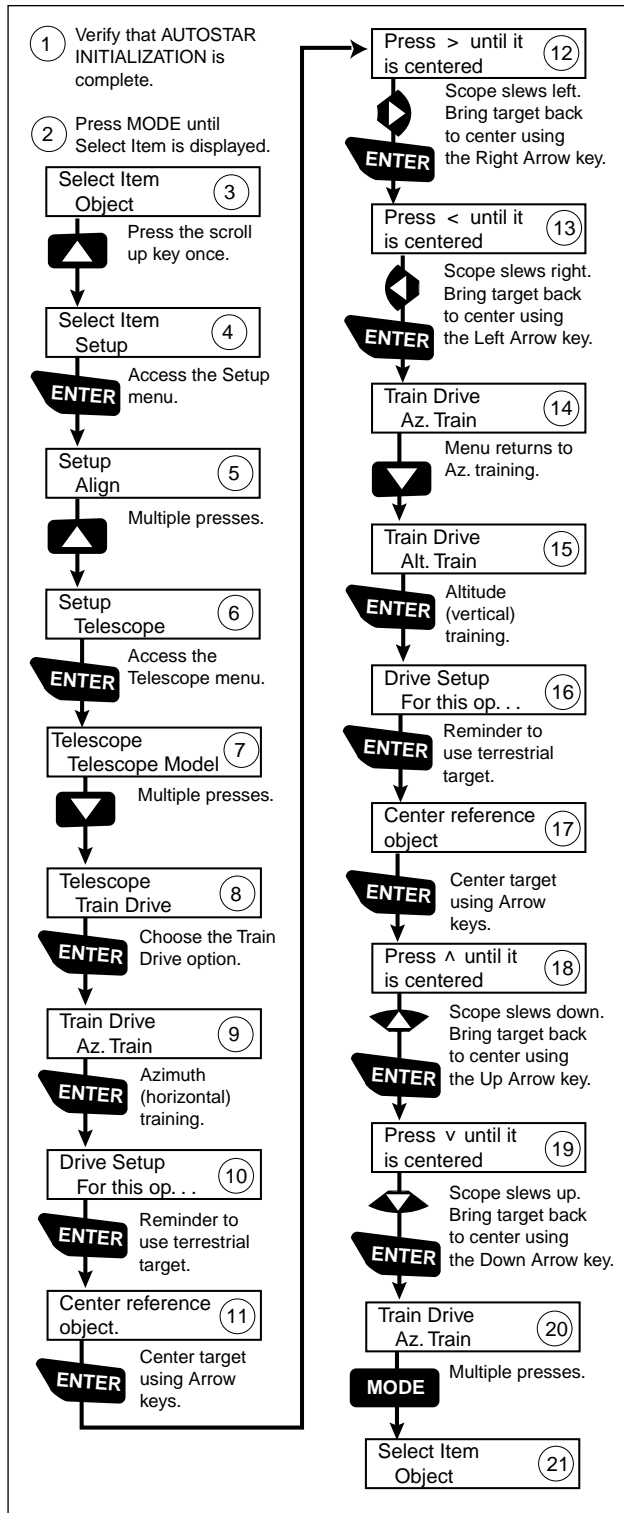 1
Verify that AUTOSTAR
INITIALIZATION is
complete.
2
Press MODE until
Select Item is displayed.
Select Item
Object
3
Press the scroll
up key once.
Select Item
Setup
4
ENTER
Access the Setup
menu.
Setup
Align
5
Multiple presses.
Setup
Telescope
6
ENTER
Access the
Telescope menu.
Telescope
Telescope Model
7
Multiple presses.
Telescope
Train Drive
8
ENTER
Choose the Train
Drive option.
Train Drive
Az. Train
9
ENTER
Azimuth
(horizontal)
training.
Drive Setup
For this op. . .
10
ENTER
Reminder to
use terrestrial
target.
Center reference
object.
11
ENTER
Center target
using Arrow
keys.
Press > until it
is centered
12
Scope slews left.
Bring target back
to center using
the Right Arrow key.
ENTER
Press < until it
is centered
13
Scope slews right.
Bring target back
to center using
the Left Arrow key.
ENTER
Train Drive
Az. Train
14
Menu returns to
Az. training.
Train Drive
Alt. Train
15
ENTER
Altitude
(vertical)
training.
Drive Setup
For this op. . .
16
ENTER
Reminder to
use terrestrial
target.
Center reference
object
17
ENTER
Center target
using Arrow
keys.
Press ^ until it
is centered
18
Scope slews down.
Bring target back
to center using
the Up Arrow key.
ENTER
Press v until it
is centered
19
Scope slews up.
Bring target back
to center using
the Down Arrow key.
ENTER
Train Drive
Az. Train
20
MODE
Multiple presses.
Select Item
Object
21